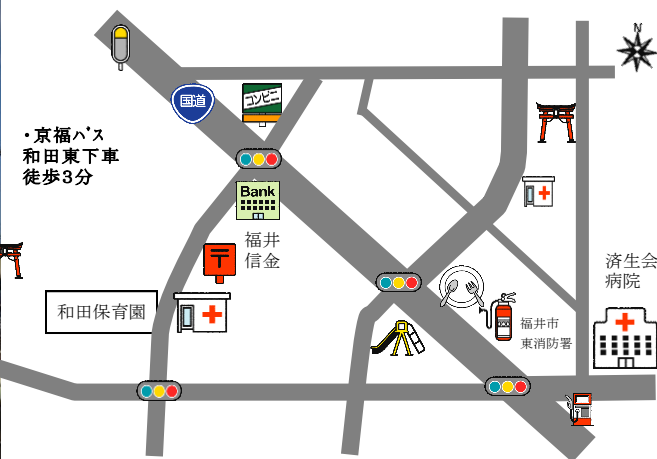 N
国道
コンビニ
・京福バス
和田東下車
徒歩3分
Bank
福井
信金
〒
和田保育園
済生会
病院
福井市
東消防署